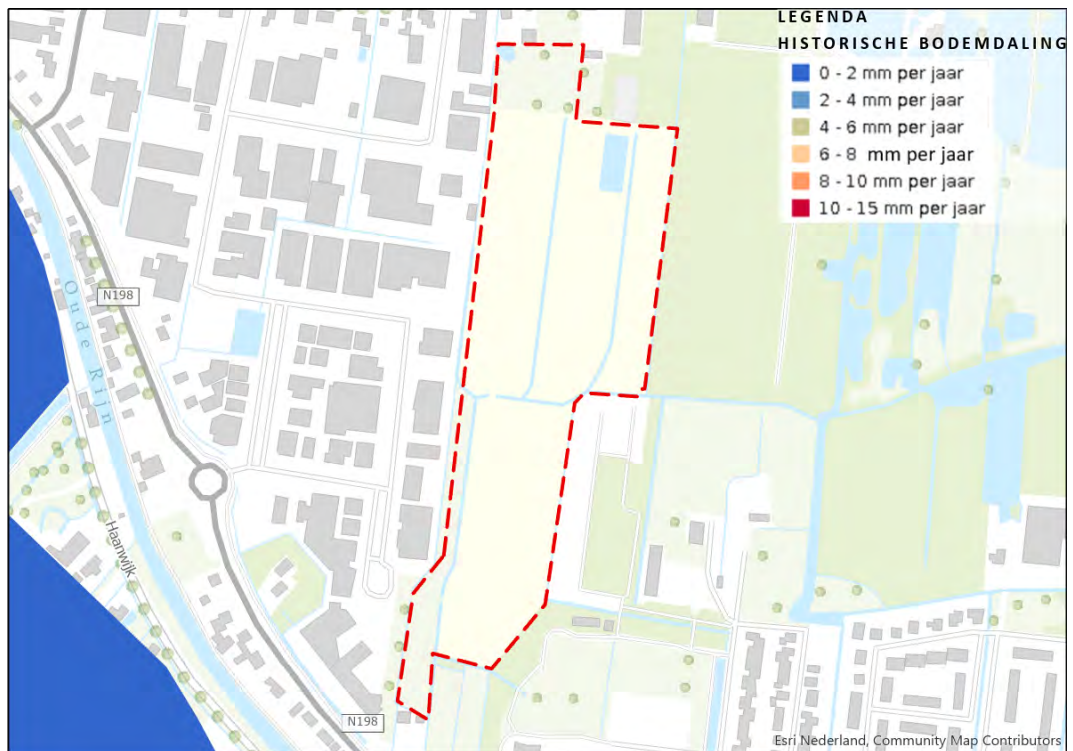 LEGENDA
HISTORISCHE BODEMDALING
0 - 2 mm per jaar
2 - 4 mm per jaar
4 - 6 mm per jaar
6 - 8 mm per jaar
8 - 10 mm per jaar
10 - 15 mm per jaar
N198
Oude Rijn
Haanwijk
N198
Esri Nederland, Community Map Contributors